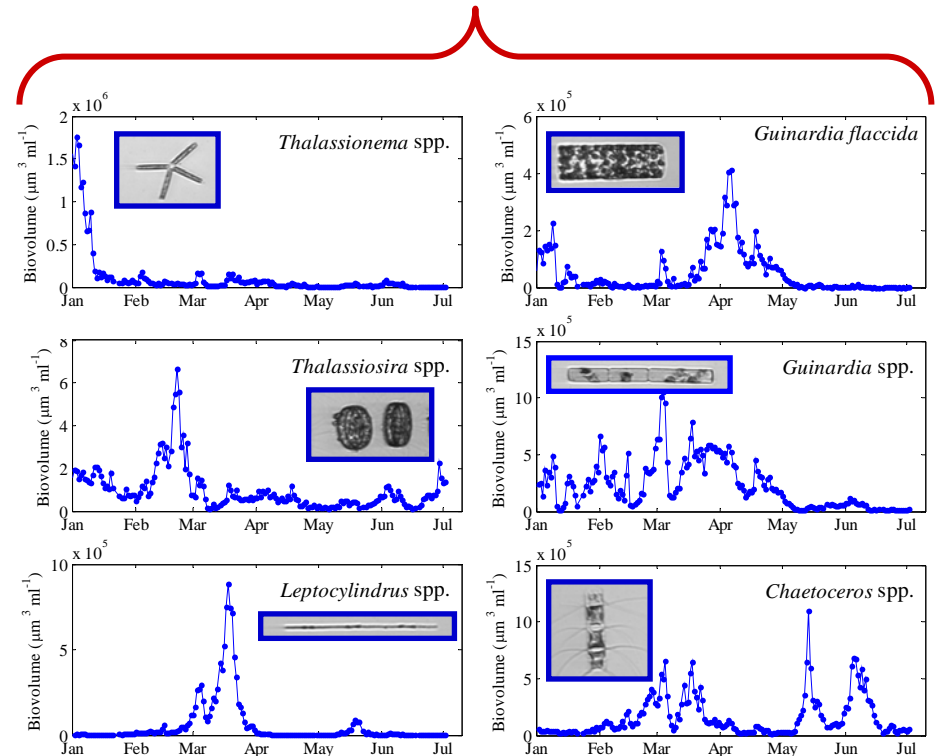 x 10 6
2
1.5
1
0.5
0
Biovolume (μm 3 ml-1)
Thalassionema spp.
Jan Feb Mar Apr May Jun Jul
x 10 5
6
4
2
0
Biovolume (μm 3 ml-1)
Guinardia flaccida
Jan Feb Mar Apr May Jun Jul
8
6
4
2
0
Biovolume (μm 3 ml-1)
Thalassiosira spp.
Jan Feb Mar Apr May Jun Jul
x 10 5
15
10
5
0
Biovolume (μm 3 ml-1)
Guinardia spp.
Jan Feb Mar Apr May Jun Jul
x 10 5
10
5
0
Biovolume (μm 3 ml-1)
Leptocylindrus spp.
Jan Feb Mar Apr May Jun Jul
x 10 5
15
10
5
0
Biovolume (μm 3 ml-1)
Chaetoceros spp.
Jan Feb Mar Apr May Jun Jul